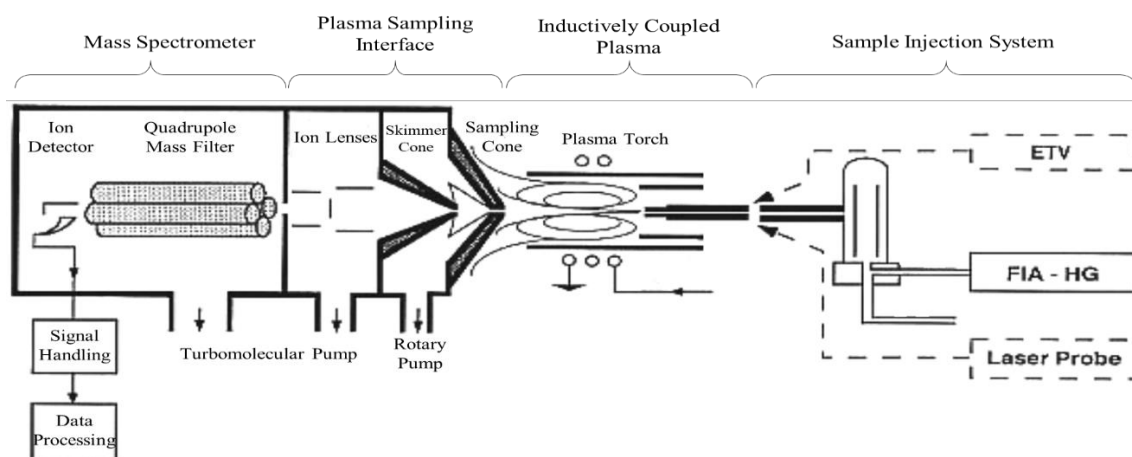 Mass Spectrometer
Plasma Sampling
Interface
Inductively Coupled
Plasma
Sample Injection System
Ion
Detector
Quadrupole
Mass Filter
Ion Lenses
Skimmer
Cone
Sampling
Cone
Plasma Torch
ETV
FIA - HG
Laser Probe
Signal
Handling
Turbomolecular Pump
Rotary
Pump
Data
Processing